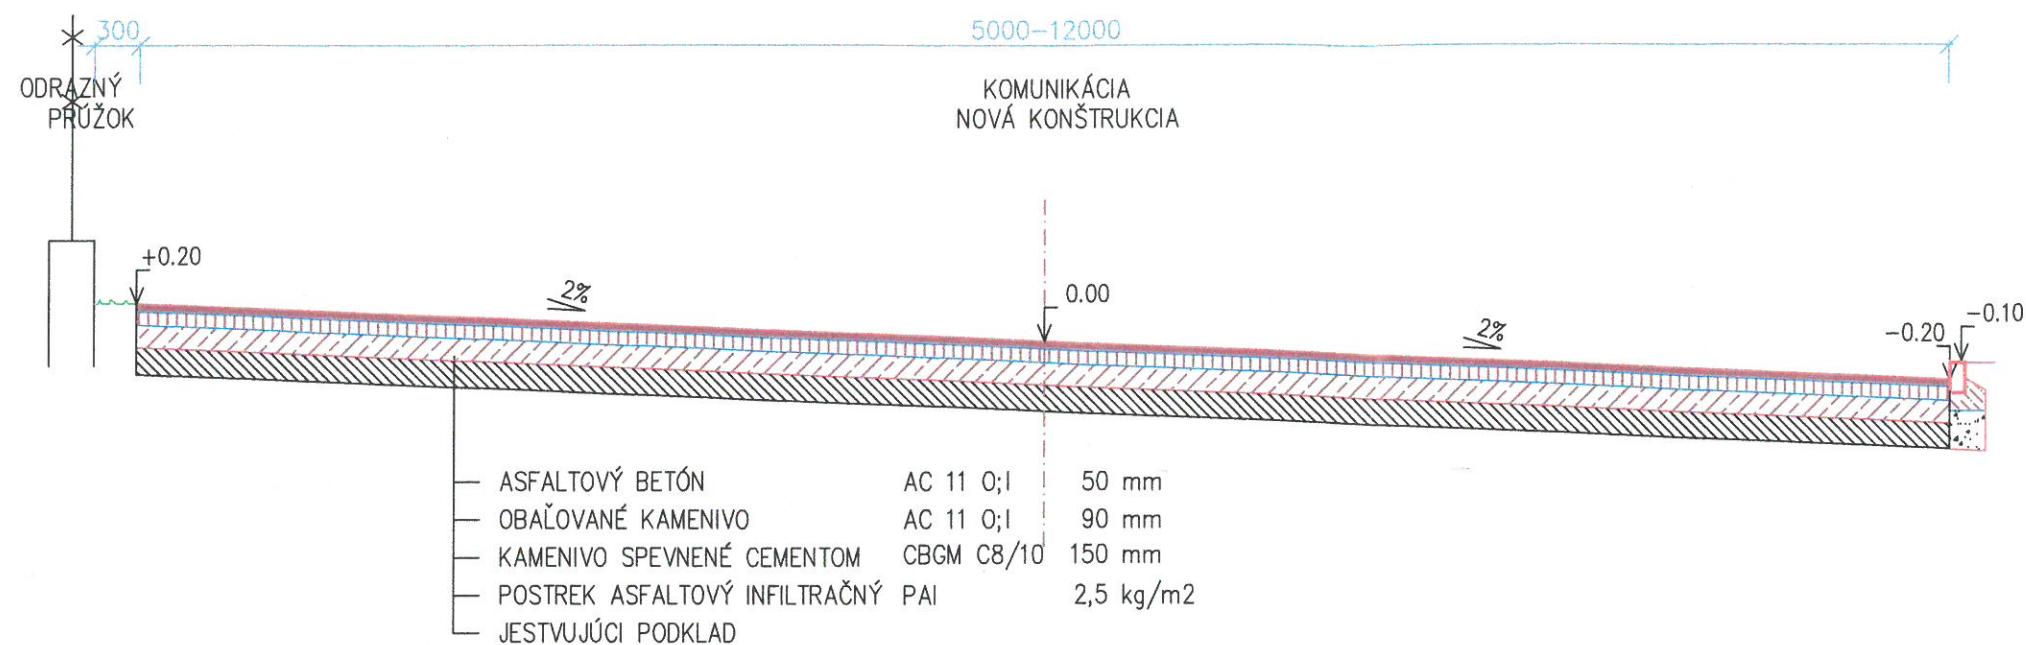 300
5000-12000
ODRAZNÝ
PRÚŽOK
KOMUNIKÁCIA
NOVÁ KONŠTRUKCIA
+0.20
2%
0.00
2%
-0.20
-0.10
ASFALTOVÝ BETÓN AC 11 O;I 50 mm
OBAĽOVANÉ KAMENIVO AC 11 O;I 90 mm
KAMENIVO SPEVNENÉ CEMENTOM CBGM C8/10 150 mm
POSTREK ASFALTOVÝ INFILTRAČNÝ PAI 2,5 kg/m2
JESTVUJÚCI PODKLAD